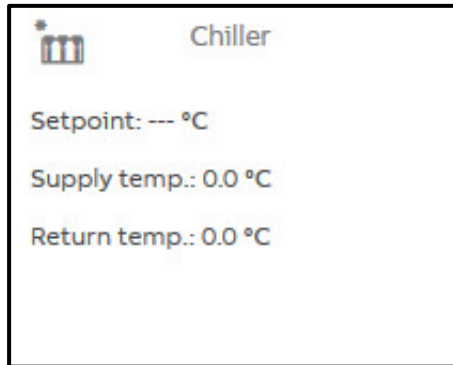 Chiller
Setpoint: --- °C
Supply temp.: 0.0 °C
Return temp.: 0.0 °C